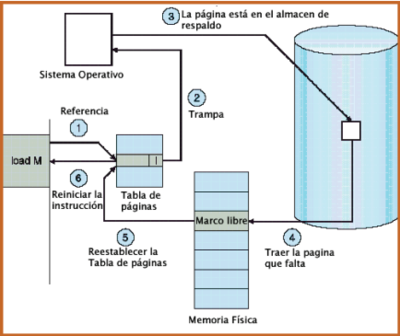 3 La página está en el almacen de
respaldo
Sistema Operativo
Referencia
1
2
Trampa
load M
i
6
Reiniciar la
instrucción
Tabla de
páginas
Marco libre
5
Reestablecer la
Tabla de páginas
4
Traer la pagina
que falta
Memoria Física